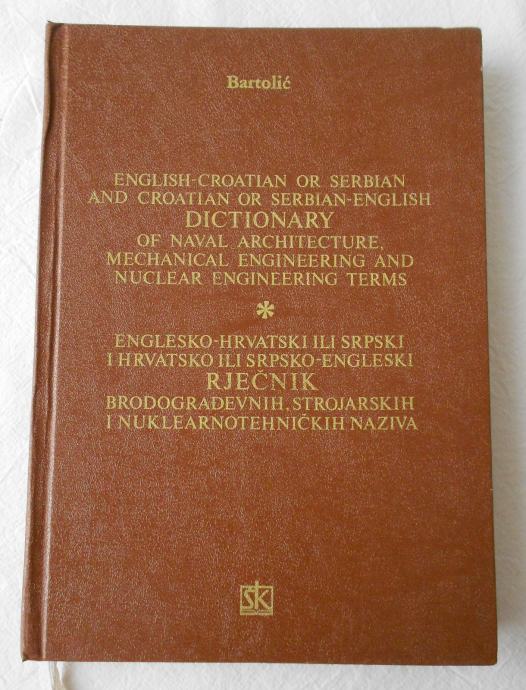 Bartolić
ENGLISH-CROATIAN OR SERBIAN
AND CROATIAN OR SERBIAN-ENGLISH
DICTIONARY
OF NAVAL ARCHITECTURE,
MECHANICAL ENGINEERING AND
NUCLEAR ENGINEERING TERMS
*
ENGLESKO-HRVATSKI ILI SRPSKI
I HRVATSKO ILI SRPSKO-ENGLESKI
RJEČNIK
BRODOGRAĐEVNIH, STROJARSKIH
I NUKLEARNOTEHNIČKIH NAZIVA
ŠK